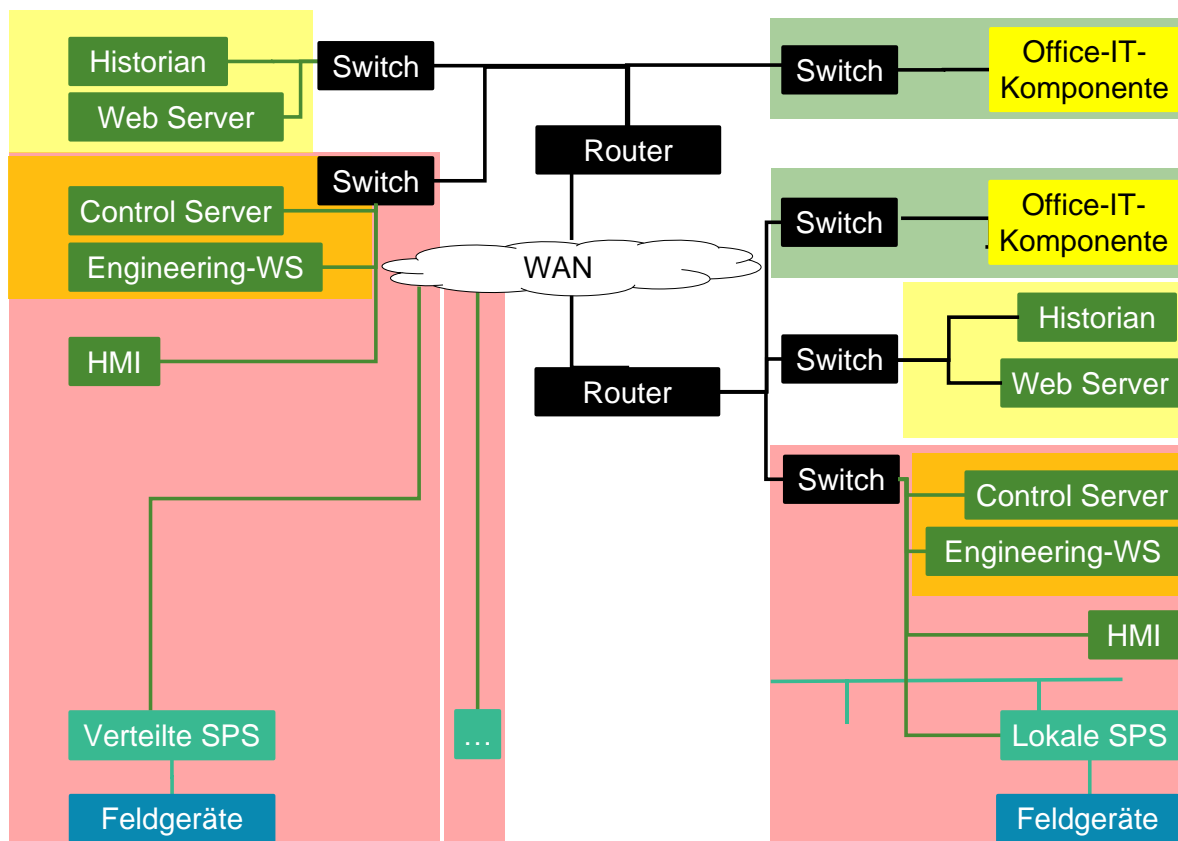 Historian
Switch
Switch
Office-IT-
Komponente
Web Server
Router
Switch
Control Server
Switch
Office-IT-
Komponente
Engineering-WS
WAN
Historian
HMI
Switch
Router
Web Server
Switch
Control Server
Engineering-WS
HMI
Verteilte SPS
...
Lokale SPS
Feldgeräte
Feldgeräte